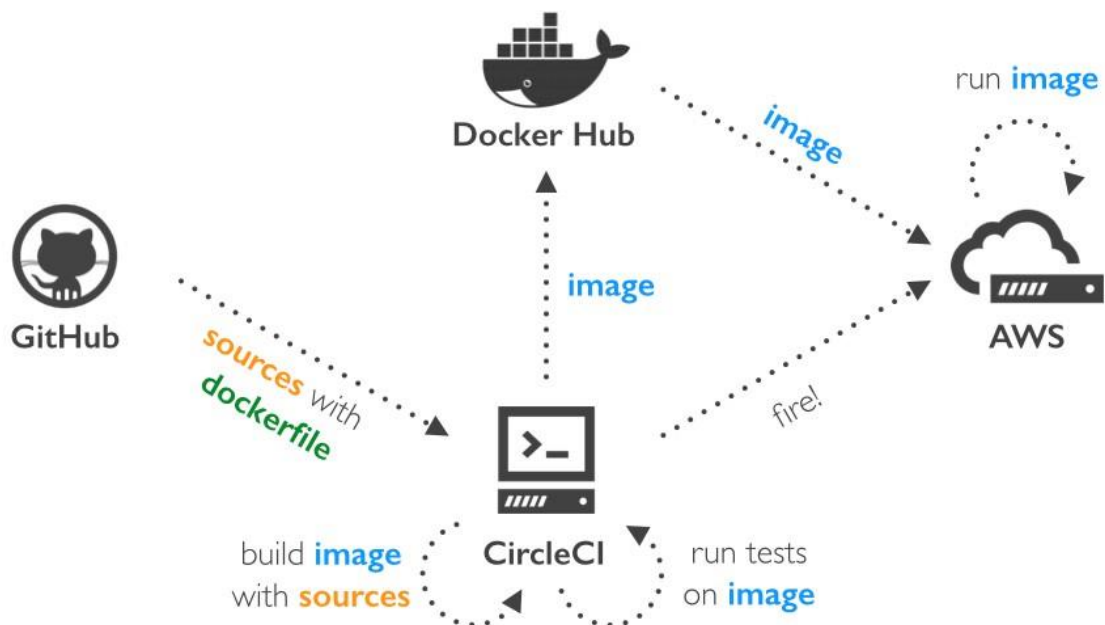 Docker Hub
run image
image
GitHub
image
AWS
sources with
dockerfile
fire!
>_
CircleCI
build image
with sources
run tests
on image